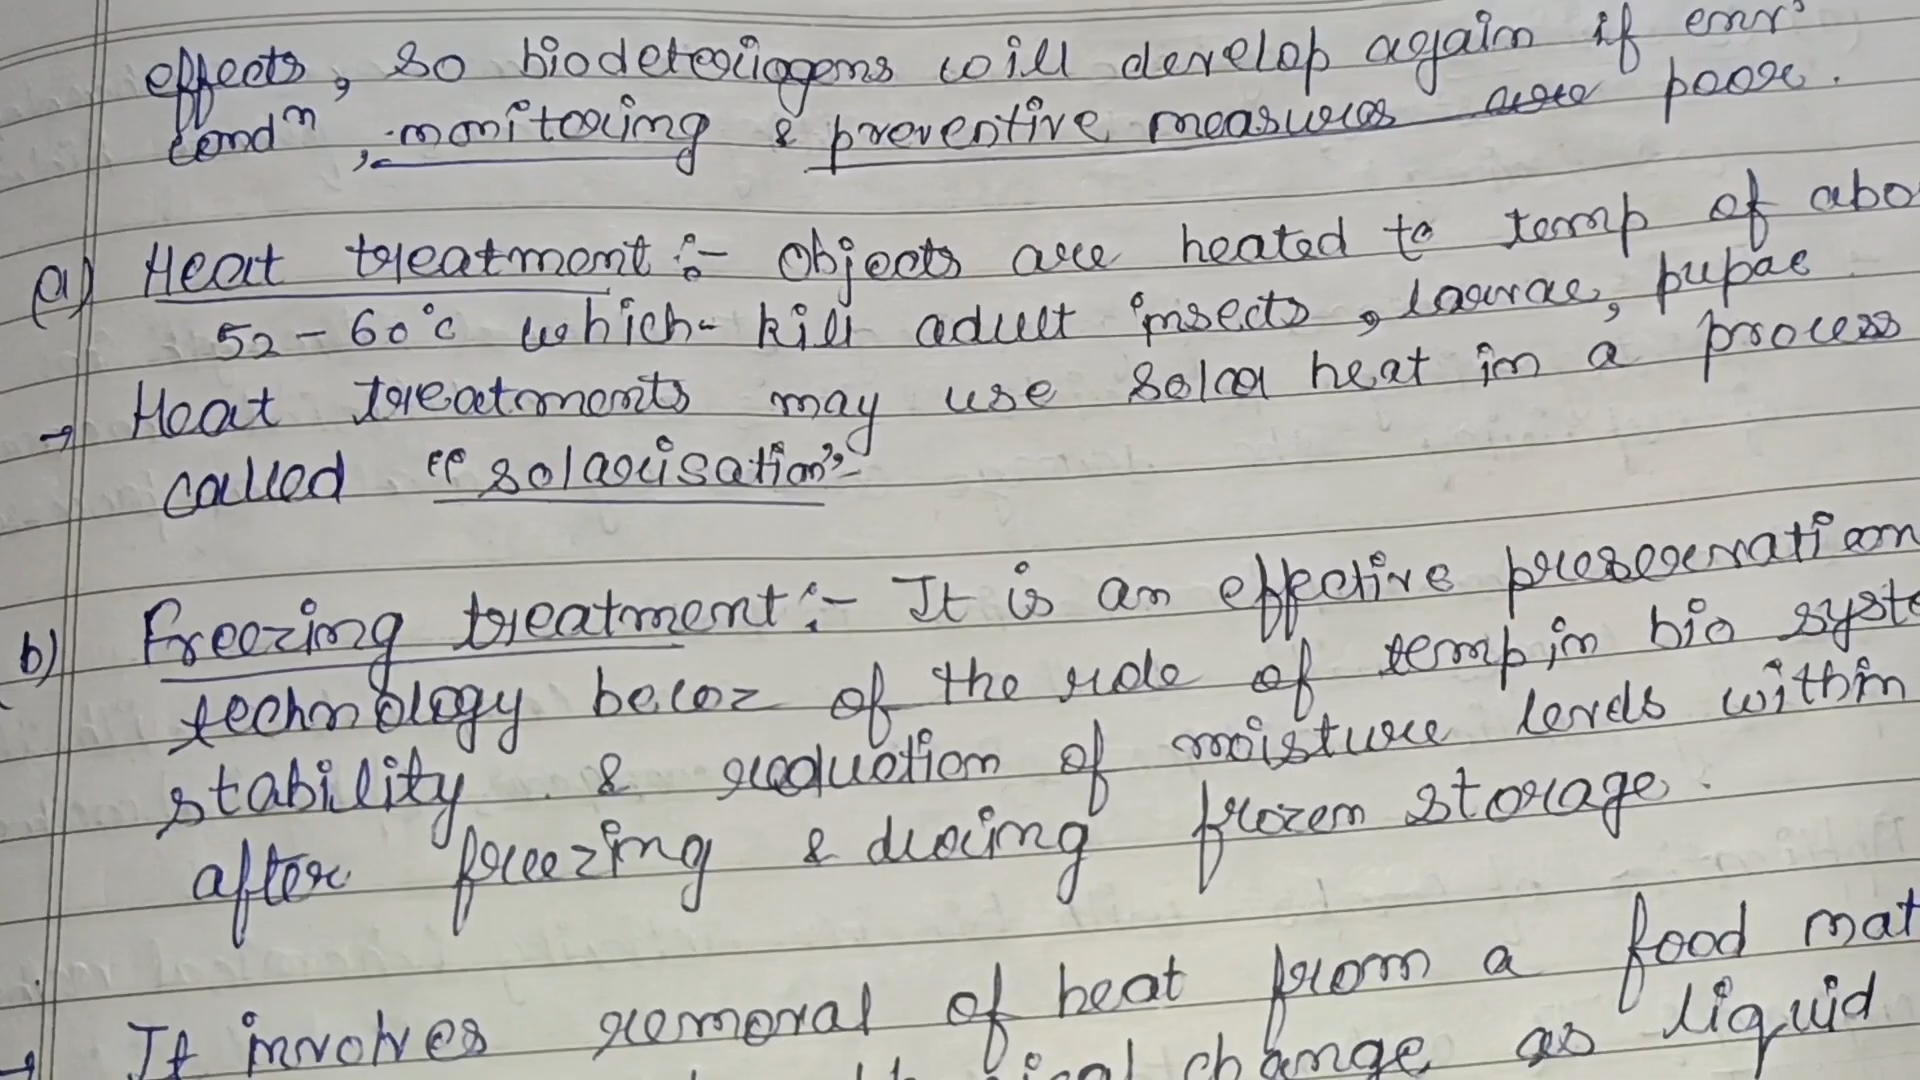 effects, so biodeteriogens will develop again if envr
condn, monitoring & preventive measures are poor.
(a) Heat treatment :- Objects are heated to temp of abo
52-60°c which kill adult insects, larvae, pupae
→ Heat treatments may use solar heat in a process
called "solarisation"
b) Freezing treatment :- It is an effective preservation
technology becoz of the role of temp in bio syste
stability & reduction of moisture levels within
after freezing & during frozen storage.
→ It involves removal of heat from a food mat
change as liquid